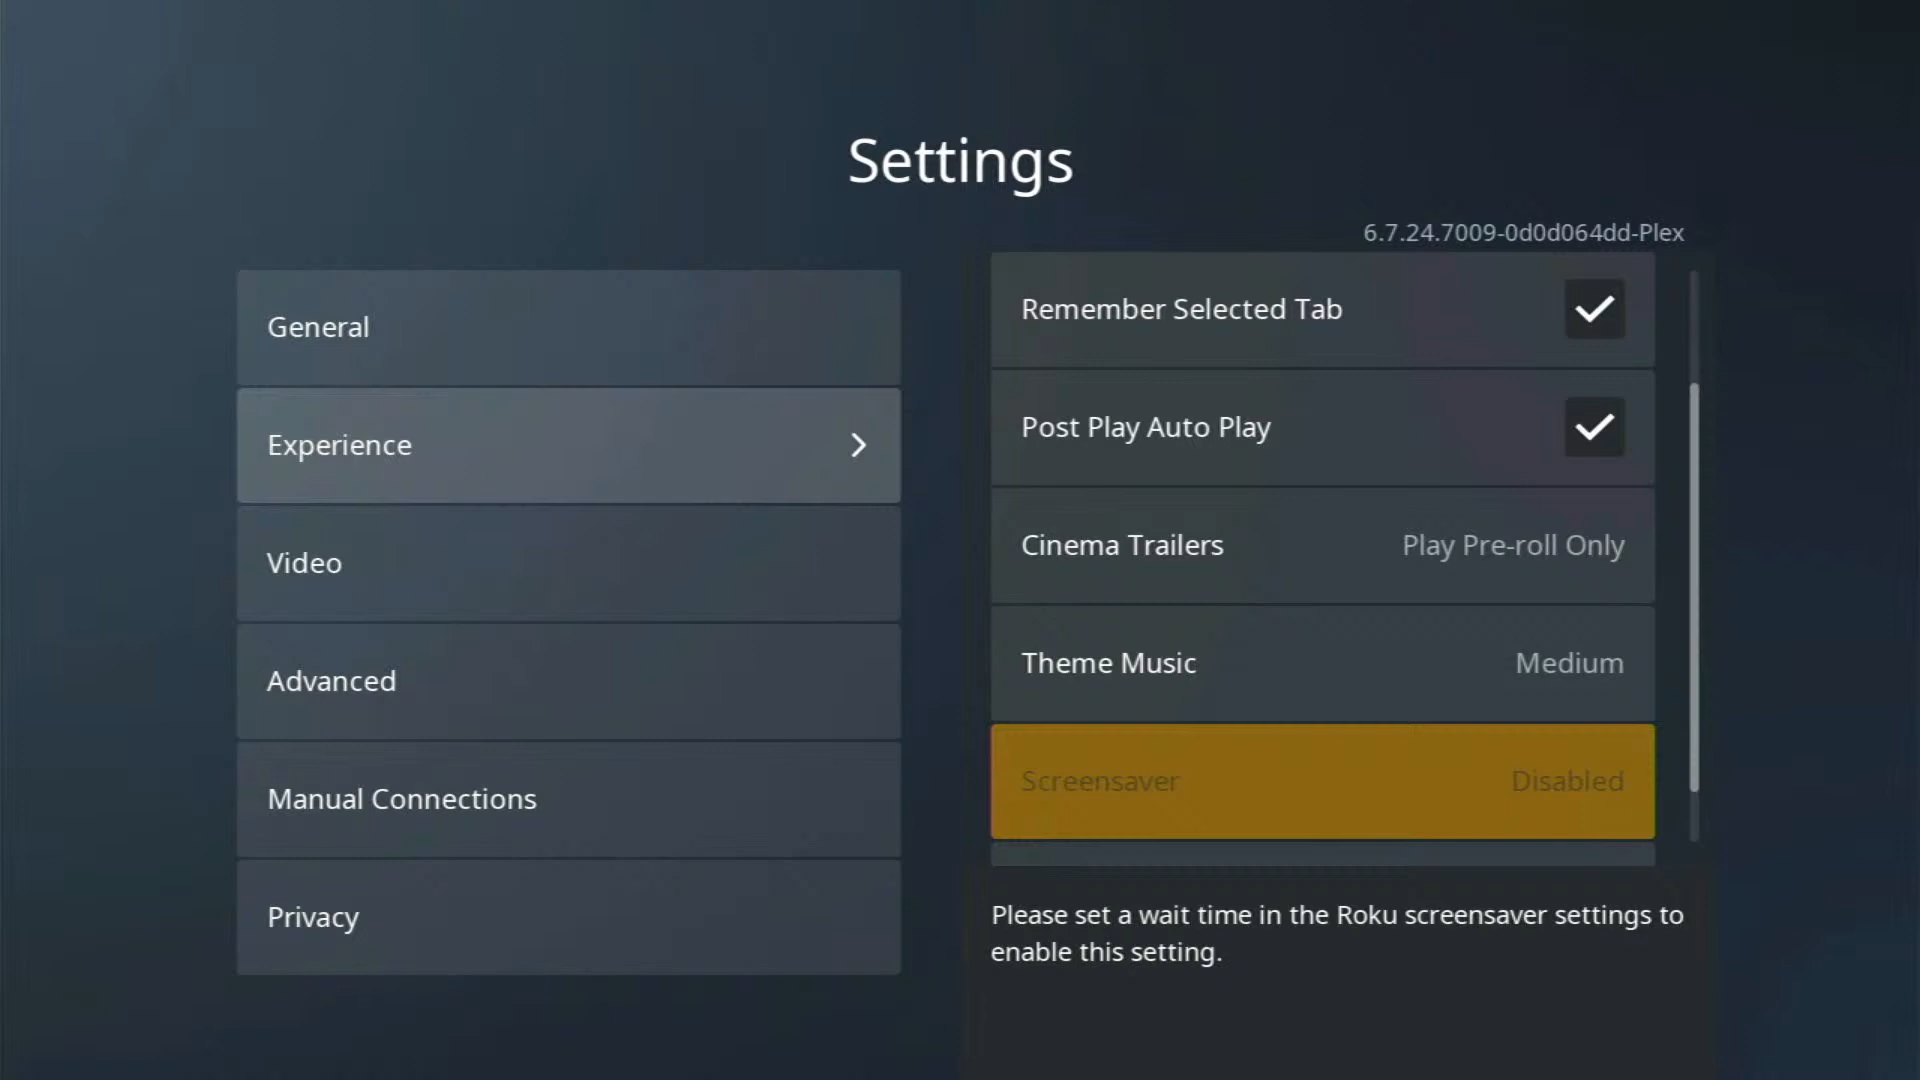 Settings
6.7.24.7009-0d0d064dd-Plex
General
Experience
Video
Advanced
Manual Connections
Privacy
Remember Selected Tab
Post Play Auto Play
Cinema Trailers Play Pre-roll Only
Theme Music Medium
Screensaver Disabled
Please set a wait time in the Roku screensaver settings to
enable this setting.